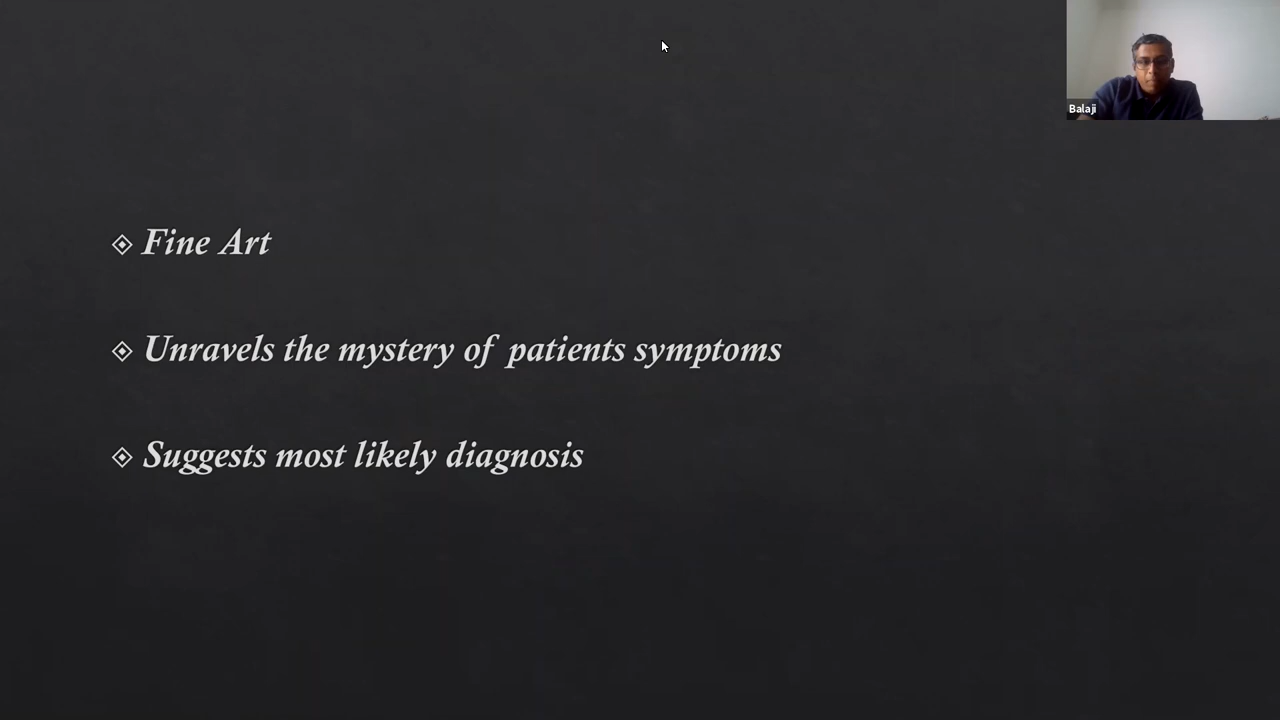 Balaji
Fine Art
Unravels the mystery of patients symptoms
Suggests most likely diagnosis